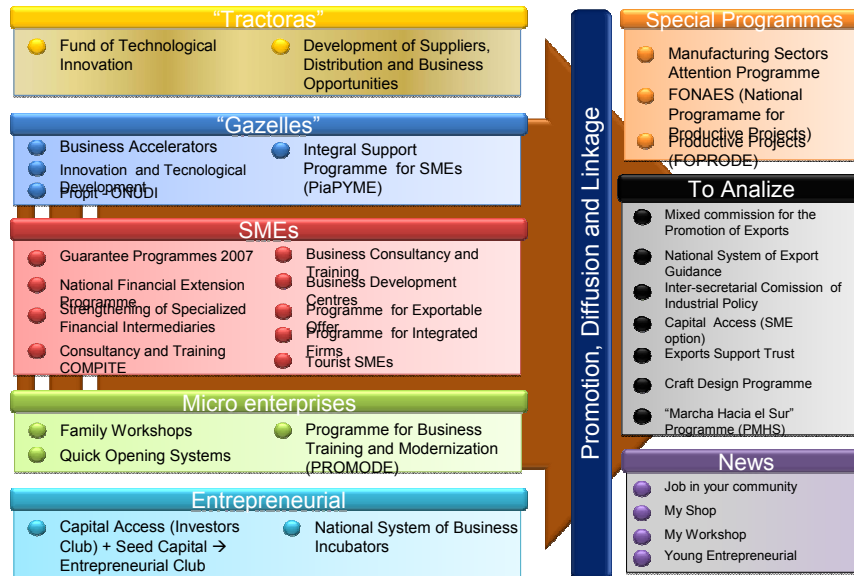 “Tractoras”
Fund of Technological
Innovation
Development of Suppliers,
Distribution and Business
Opportunities
“Gazelles”
Business Accelerators
Innovation and Tecnological
Development
Propit - ONUDI
Integral Support
Programme for SMEs
(PiaPYME)
SMEs
Guarantee Programmes 2007
National Financial Extension
Programme
Strengthening of Specialized
Financial Intermediaries
Consultancy and Training
COMPITE
Business Consultancy and
Training
Business Development
Centres
Programme for Exportable
Offer
Programme for Integrated
Firms
Tourist SMEs
Micro enterprises
Family Workshops
Quick Opening Systems
Programme for Business
Training and Modernization
(PROMODE)
Entrepreneurial
Capital Access (Investors
Club) + Seed Capital →
Entrepreneurial Club
National System of Business
Incubators
Promotion, Diffusion and Linkage
Special Programmes
Manufacturing Sectors
Attention Programme
FONAES (National
Programame for
Productive Projects)
Productive Projects
(FOPRODE)
To Analize
Mixed commission for the
Promotion of Exports
National System of Export
Guidance
Inter-secretarial Comission of
Industrial Policy
Capital Access (SME
option)
Exports Support Trust
Craft Design Programme
“Marcha Hacia el Sur”
Programme (PMHS)
News
Job in your community
My Shop
My Workshop
Young Entrepreneurial